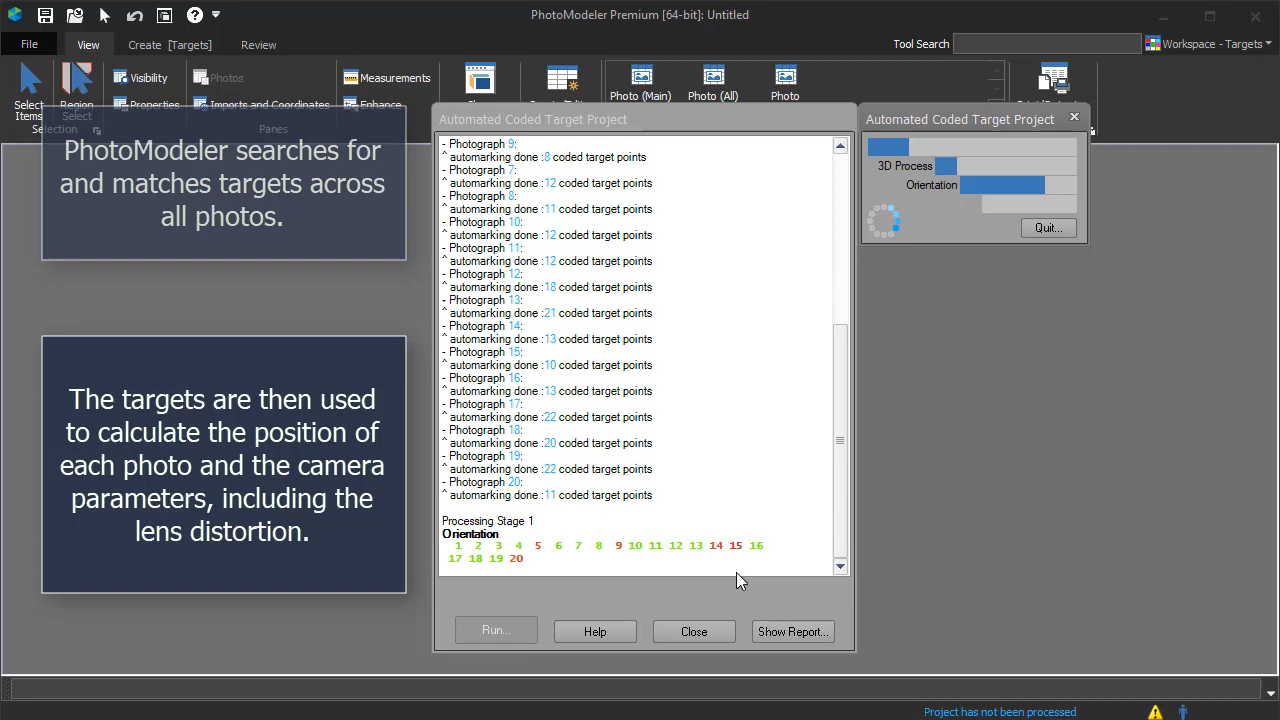 PhotoModeler Premium [64-bit]: Untitled
File View Create [Targets] Review
Tool Search
Workspace - Targets
Select Items
Region Select
Selection
Visibility
Properties
Photos
Imports and Coordinates
Measurements
Enhance
Panes
Photo (Main) Photo (All) Photo
PhotoModeler searches for
and matches targets across
all photos.
The targets are then used
to calculate the position of
each photo and the camera
parameters, including the
lens distortion.
Automated Coded Target Project
- Photograph 9:
^ automarking done :8 coded target points
- Photograph 7:
^ automarking done :12 coded target points
- Photograph 8:
^ automarking done :11 coded target points
- Photograph 10:
^ automarking done :12 coded target points
- Photograph 11:
^ automarking done :12 coded target points
- Photograph 12:
^ automarking done :18 coded target points
- Photograph 13:
^ automarking done :21 coded target points
- Photograph 14:
^ automarking done :13 coded target points
- Photograph 15:
^ automarking done :10 coded target points
- Photograph 16:
^ automarking done :13 coded target points
- Photograph 17:
^ automarking done :22 coded target points
- Photograph 18:
^ automarking done :20 coded target points
- Photograph 19:
^ automarking done :22 coded target points
- Photograph 20:
^ automarking done :11 coded target points
Processing Stage 1
Orientation
1 2 3 4 5 6 7 8 9 10 11 12 13 14 15 16
17 18 19 20
Run... Help Close Show Report...
Automated Coded Target Project
3D Process
Orientation
Quit...
Project has not been processed